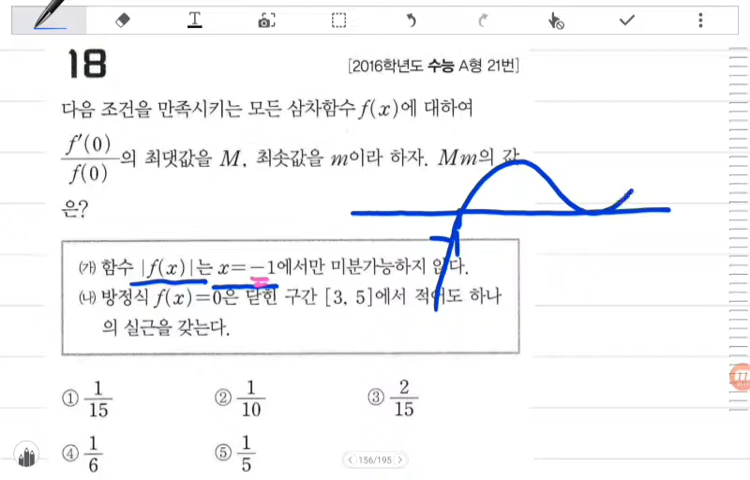 T
18
[2016학년도 수능 A형 21번]
다음 조건을 만족시키는 모든 삼차함수 f(x)에 대하여
f′(0)/f(0)의 최댓값을 M, 최솟값을 m이라 하자. Mm의 값
은?
㈎ 함수 |f(x)|는 x=-1에서만 미분가능하지 않다.
㈏ 방정식 f(x)=0은 닫힌 구간 [3, 5]에서 적어도 하나
의 실근을 갖는다.
① 1/15 ② 1/10 ③ 2/15
④ 1/6 ⑤ 1/5
156/195
-1